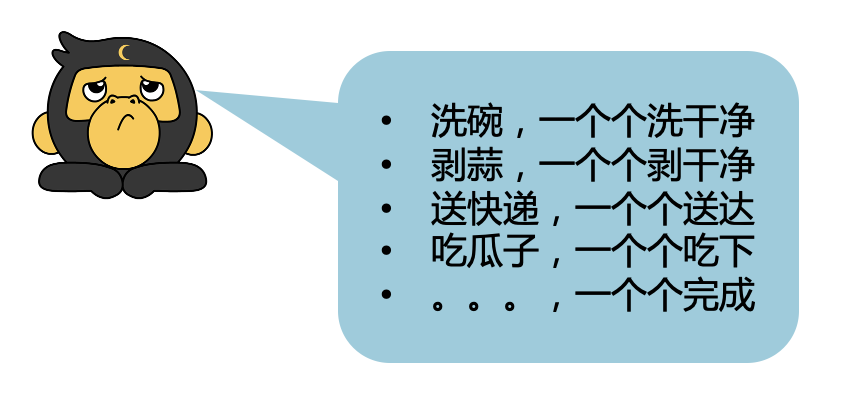 • 洗碗，一个个洗干净
• 剥蒜，一个个剥干净
• 送快递，一个个送达
• 吃瓜子，一个个吃下
• 。。。，一个个完成